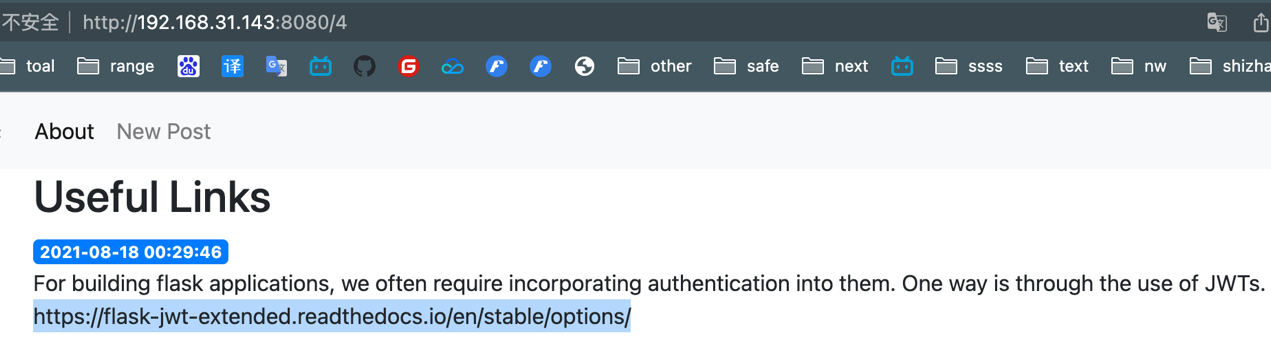 不安全 | http://192.168.31.143:8080/4
toal range 译 G other safe next ssss text nw shizha
About New Post
Useful Links
2021-08-18 00:29:46
For building flask applications, we often require incorporating authentication into them. One way is through the use of JWTs.
https://flask-jwt-extended.readthedocs.io/en/stable/options/